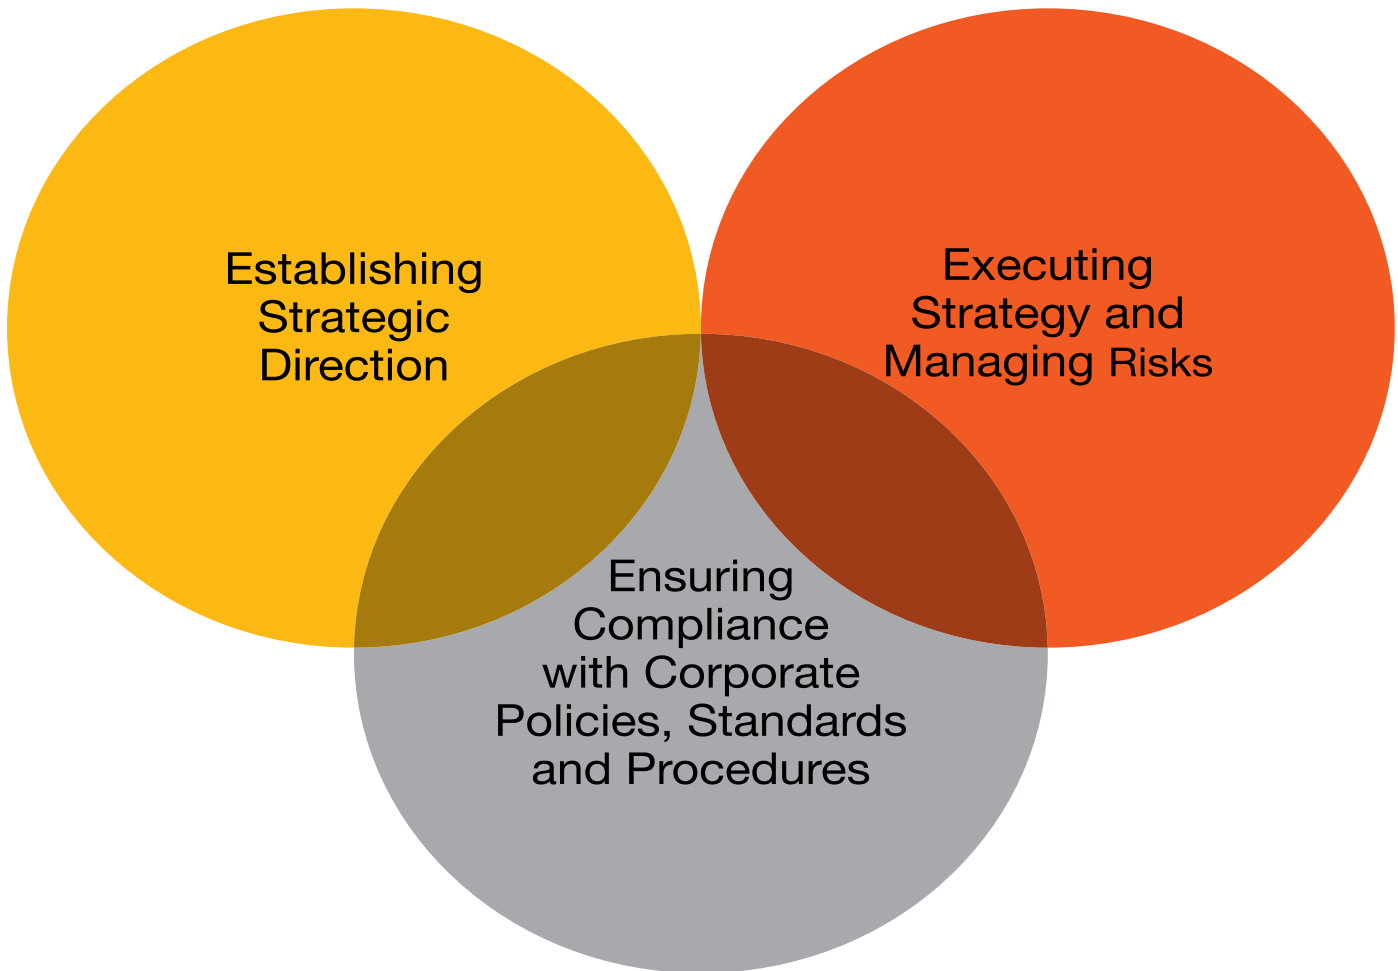 Establishing
Strategic
Direction
Executing
Strategy and
Managing Risks
Ensuring
Compliance
with Corporate
Policies, Standards
and Procedures